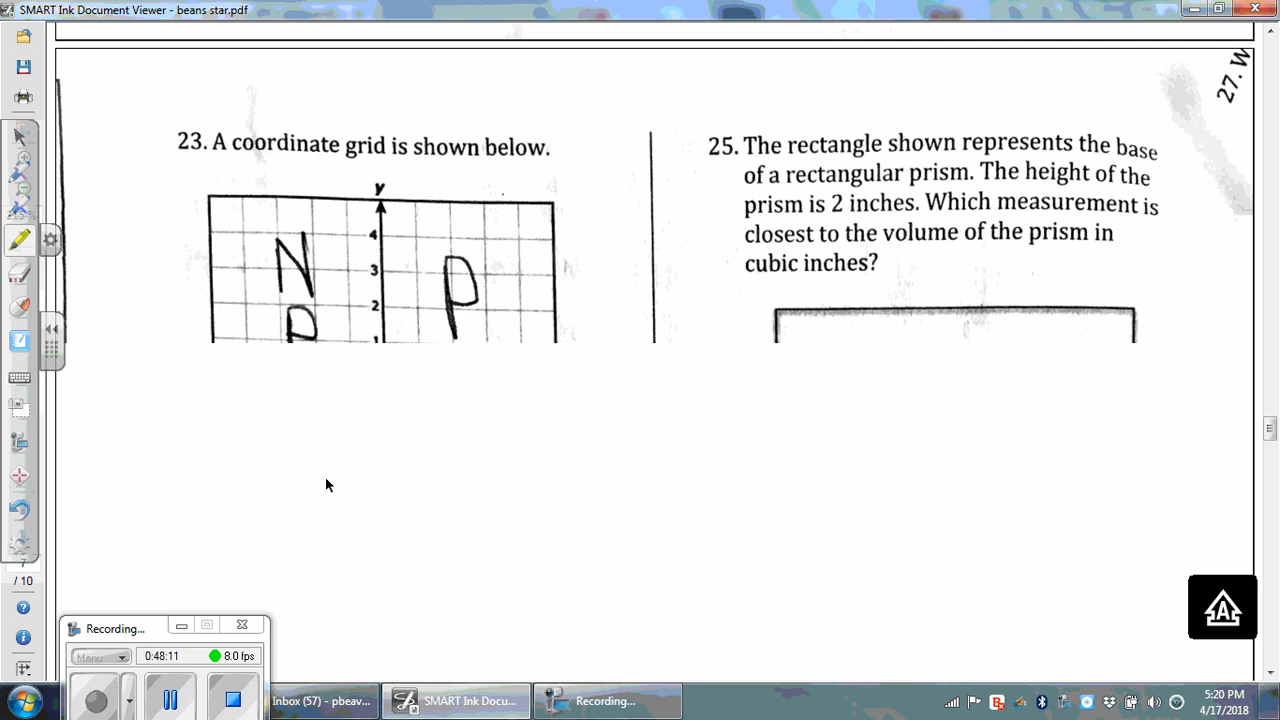 SMART Ink Document Viewer - beans star.pdf
27. W
23. A coordinate grid is shown below.
y
4
3
2
1
N
P
P
25. The rectangle shown represents the base
of a rectangular prism. The height of the
prism is 2 inches. Which measurement is
closest to the volume of the prism in
cubic inches?
7
/ 10
A
Recording...
Menu
0:48:11
8.0 fps
Inbox (57) - pbeav...
SMART Ink Docu...
Recording...
5:20 PM
4/17/2018